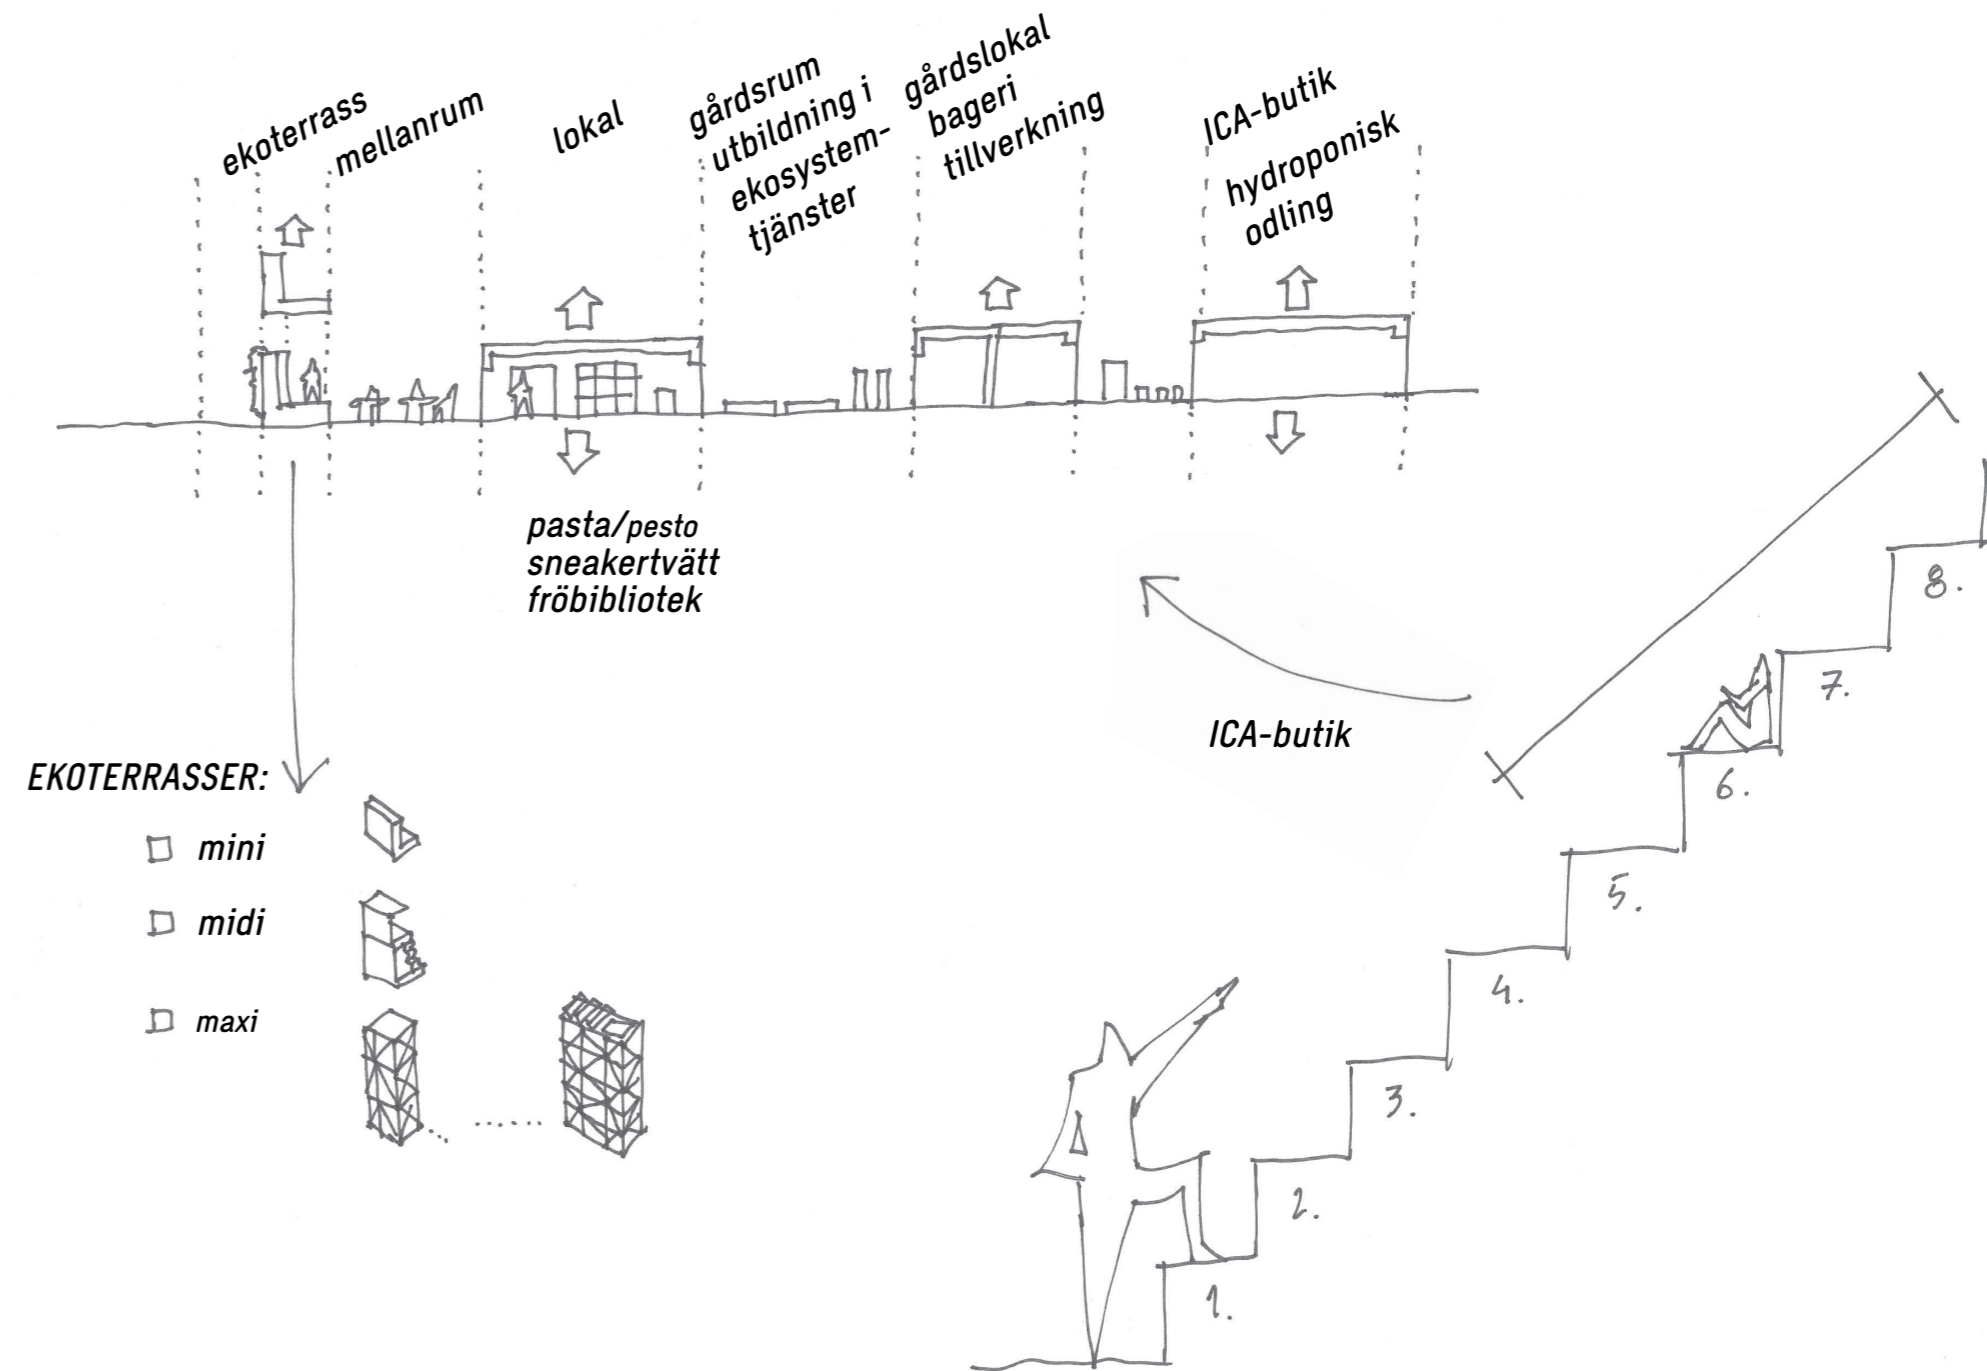 ekoterrass
mellanrum
lokal
gårdsrum
utbildning i
ekosystem-
tjänster
gårdslokal
bageri
tillverkning
ICA-butik
hydroponisk
odling
pasta/pesto
sneakertvätt
fröbibliotek
ICA-butik
EKOTERRASSER:
mini
midi
maxi
8.
7.
6.
5.
4.
3.
2.
1.